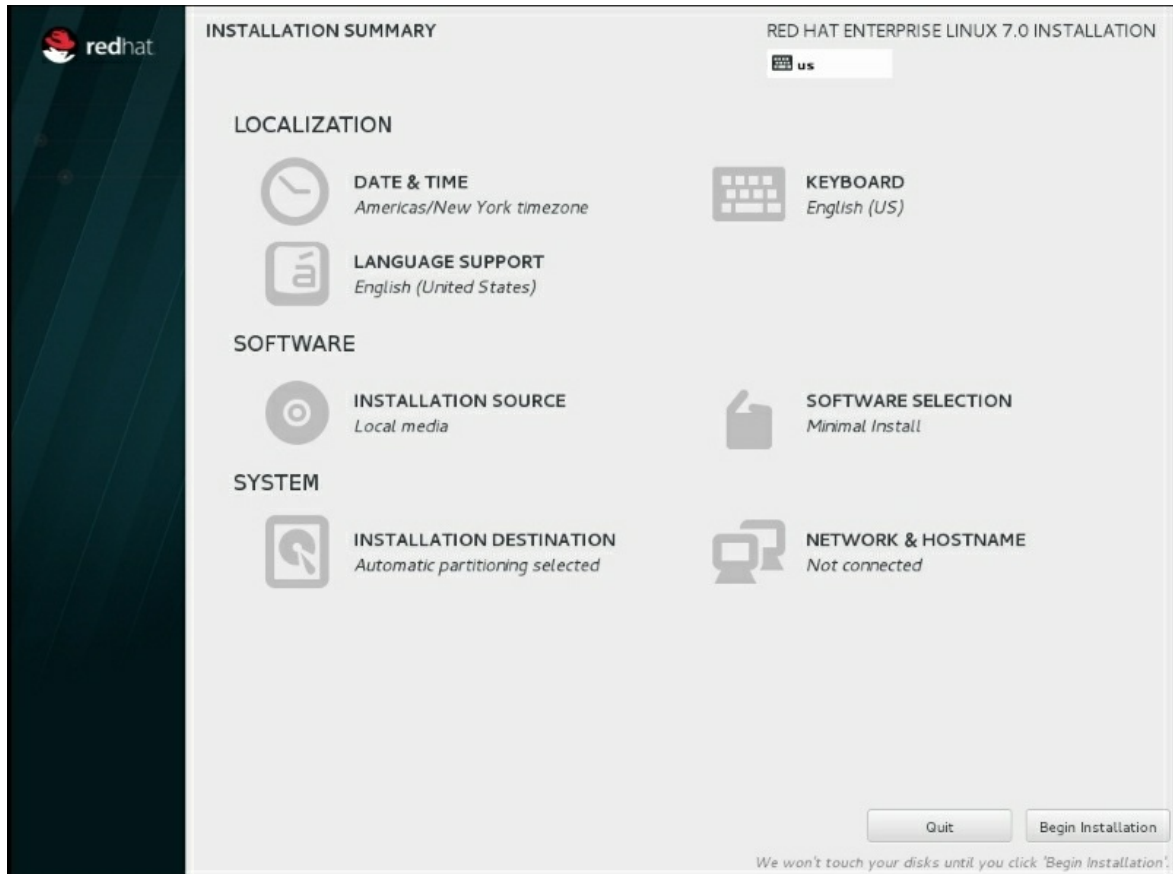 redhat
INSTALLATION SUMMARY
RED HAT ENTERPRISE LINUX 7.0 INSTALLATION
us
LOCALIZATION
DATE & TIME
Americas/New York timezone
KEYBOARD
English (US)
LANGUAGE SUPPORT
English (United States)
SOFTWARE
INSTALLATION SOURCE
Local media
SOFTWARE SELECTION
Minimal Install
SYSTEM
INSTALLATION DESTINATION
Automatic partitioning selected
NETWORK & HOSTNAME
Not connected
Quit
Begin Installation
We won't touch your disks until you click 'Begin Installation'.